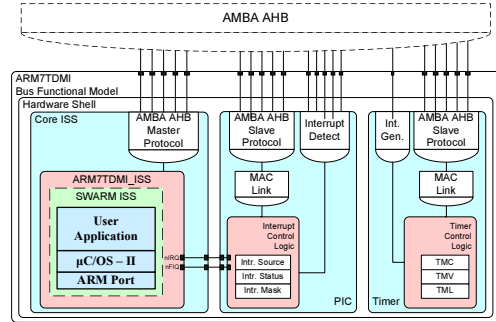 AMBA AHB
ARM7TDMI
Bus Functional Model
Hardware Shell
Core ISS
AMBA AHB
Master
Protocol
ARM7TDMI_ISS
SWARM ISS
User
Application
µC/OS – II
ARM Port
nIRQ
nFIQ
AMBA AHB
Slave
Protocol
Interrupt
Detect
MAC
Link
Interrupt
Control
Logic
Intr. Source
Intr. Status
Intr. Mask
PIC
Int.
Gen.
AMBA AHB
Slave
Protocol
MAC
Link
Timer
Control
Logic
TMC
TMV
TML
Timer